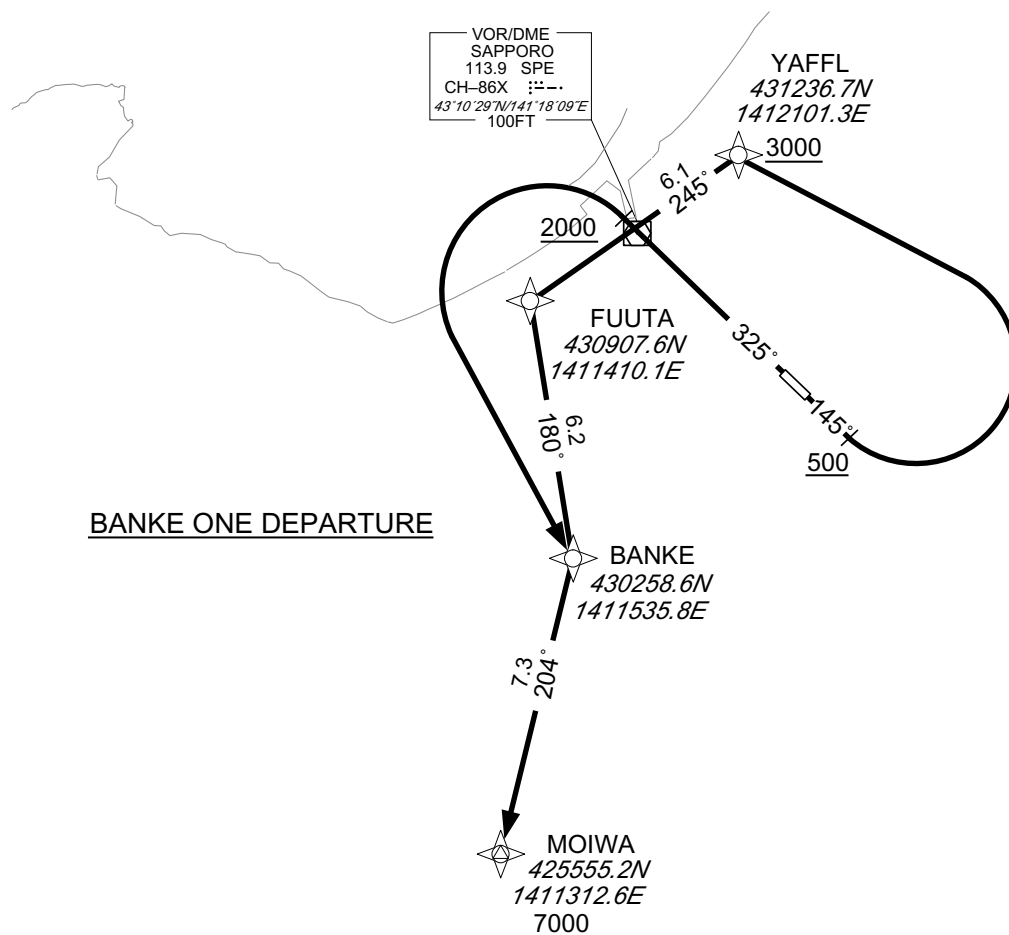 VOR/DME
SAPPORO
113.9 SPE
CH–86X
43°10'29"N/141°18'09"E
100FT
YAFFL
431236.7N
1412101.3E
3000
6.1
245°
2000
FUUTA
430907.6N
1411410.1E
325°
145°
500
6.2
180°
BANKE ONE DEPARTURE
BANKE
430258.6N
1411535.8E
7.3
204°
MOIWA
425555.2N
1411312.6E
7000